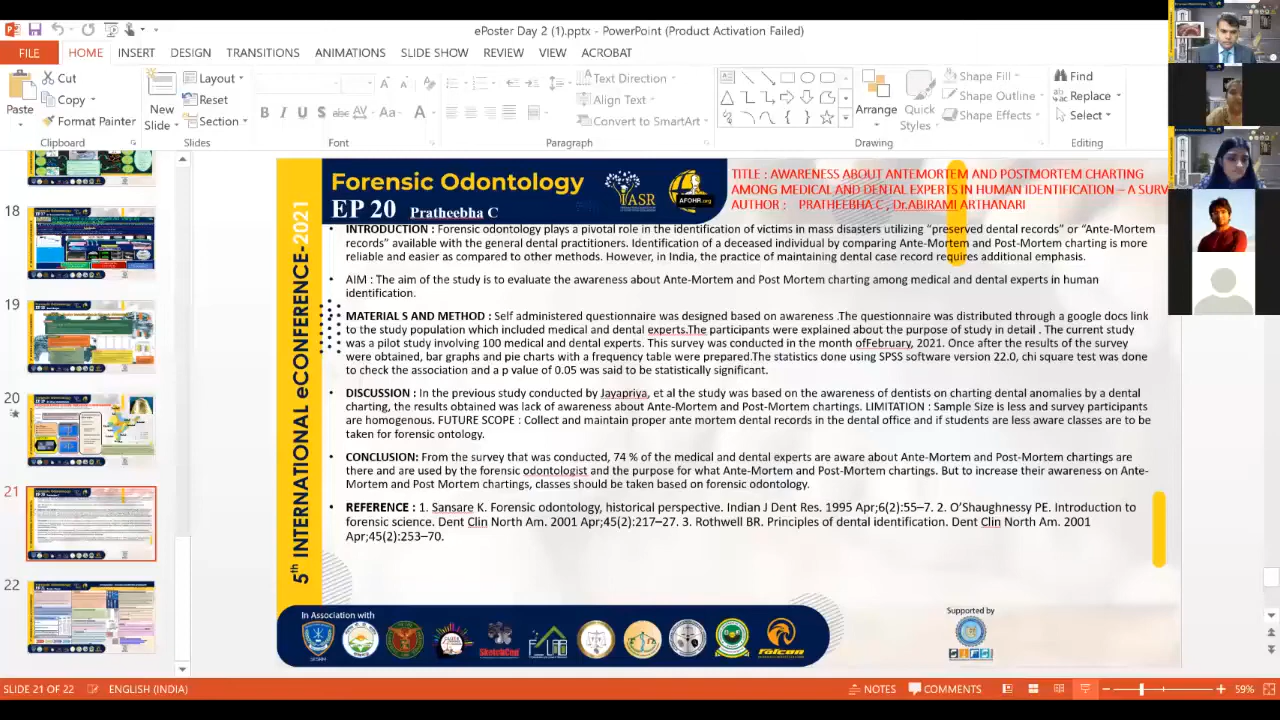 ePoster Day 2 (1).pptx - PowerPoint (Product Activation Failed)
FILE HOME INSERT DESIGN TRANSITIONS ANIMATIONS SLIDE SHOW REVIEW VIEW ACROBAT
Cut
Copy
Format Painter
Paste
New
Slide
Layout
Reset
Section
Text Direction
Align Text
Convert to SmartArt
Arrange
Quick
Styles
Shape Fill
Shape Outline
Shape Effects
Find
Replace
Select
Clipboard Slides Font Paragraph Drawing Editing
18
19
20
21
22
5th INTERNATIONAL eCONFERENCE-2021
Forensic Odontology
EP 20 Pratheebha C
IASR
AFOHR.org
TITLE: AWARENESS ABOUT ANTEMORTEM AND POSTMORTEM CHARTING
AMONG MEDICAL AND DENTAL EXPERTS IN HUMAN IDENTIFICATION – A SURV
AUTHOR ; PRATHEEBHA C , Dr.ABIRAMI ARTHANARI
• INTRODUCTION : Forensic odontology plays a pivotal role in the identification of victims in mass disasters utilizing “preserved dental records” or “Ante-Mortem
records” available with the general dental practitioners. Identification of a deceased individual by comparing Ante-Mortem and Post-Mortem charting is more
reliable and easier as compared to other methods. However, in India, the practice of maintaining dental case record requires additional emphasis.
AIM : The aim of the study is to evaluate the awareness about Ante-Mortem and Post Mortem charting among medical and dental experts in human
identification.
• MATERIAL S AND METHOD : Self administered questionnaire was designed based on awareness .The questionnaire was distributed through a google docs link
to the study population which included medical and dental experts.The participants were explained about the purpose of study in detail . The current study
was a pilot study involving 100 medical and dental experts. This survey was conducted in the month ofFebruary, 2021. Once after the results of the survey
were obtained, bar graphs and pie charts with a frequency table were prepared.The statistics done using SPSS software version 22.0, chi square test was done
to check the association and a p value of 0.05 was said to be statistically significant.
• DISCUSSION : In the present study conducted by Jayapriya, et al the study was based on the awareness of dentists on charting dental anomalies by a dental
charting, the results obtained was lack of awareness about Ante-Mortem and Post-Mortem chartings. LIMITATION : Sample Size is less and survey participants
are homogenous. FUTURE SCOPE : Collect and maintain proper ante mortem dental records in the dental office and if students are less aware classes are to be
taken for forensic ontology.
• CONCLUSION: From the survey that was conducted, 74 % of the medical and dental experts are aware about Ante-Mortem and Post-Mortem chartings are
there and are used by the forensic odontologist and the purpose for what Ante-Mortem and Post-Mortem chartings. But to increase their awareness on Ante-
Mortem and Post Mortem chartings, classes should be taken based on forensic odontology.
• REFERENCE : 1. Sansare K. Forensic odontology, historical perspective. Indian J Dent Res. 1995 Apr;6(2):55–7. 2. O’Shaughnessy PE. Introduction to
forensic science. Dent Clin North Am. 2001 Apr;45(2):217–27. 3. Rothwell BR. Principles of dental identification. Dent Clin North Am. 2001
Apr;45(2):253–70.
In Association with
Supported by
falcon
SIFS
SLIDE 21 OF 22 ENGLISH (INDIA) NOTES COMMENTS 59%